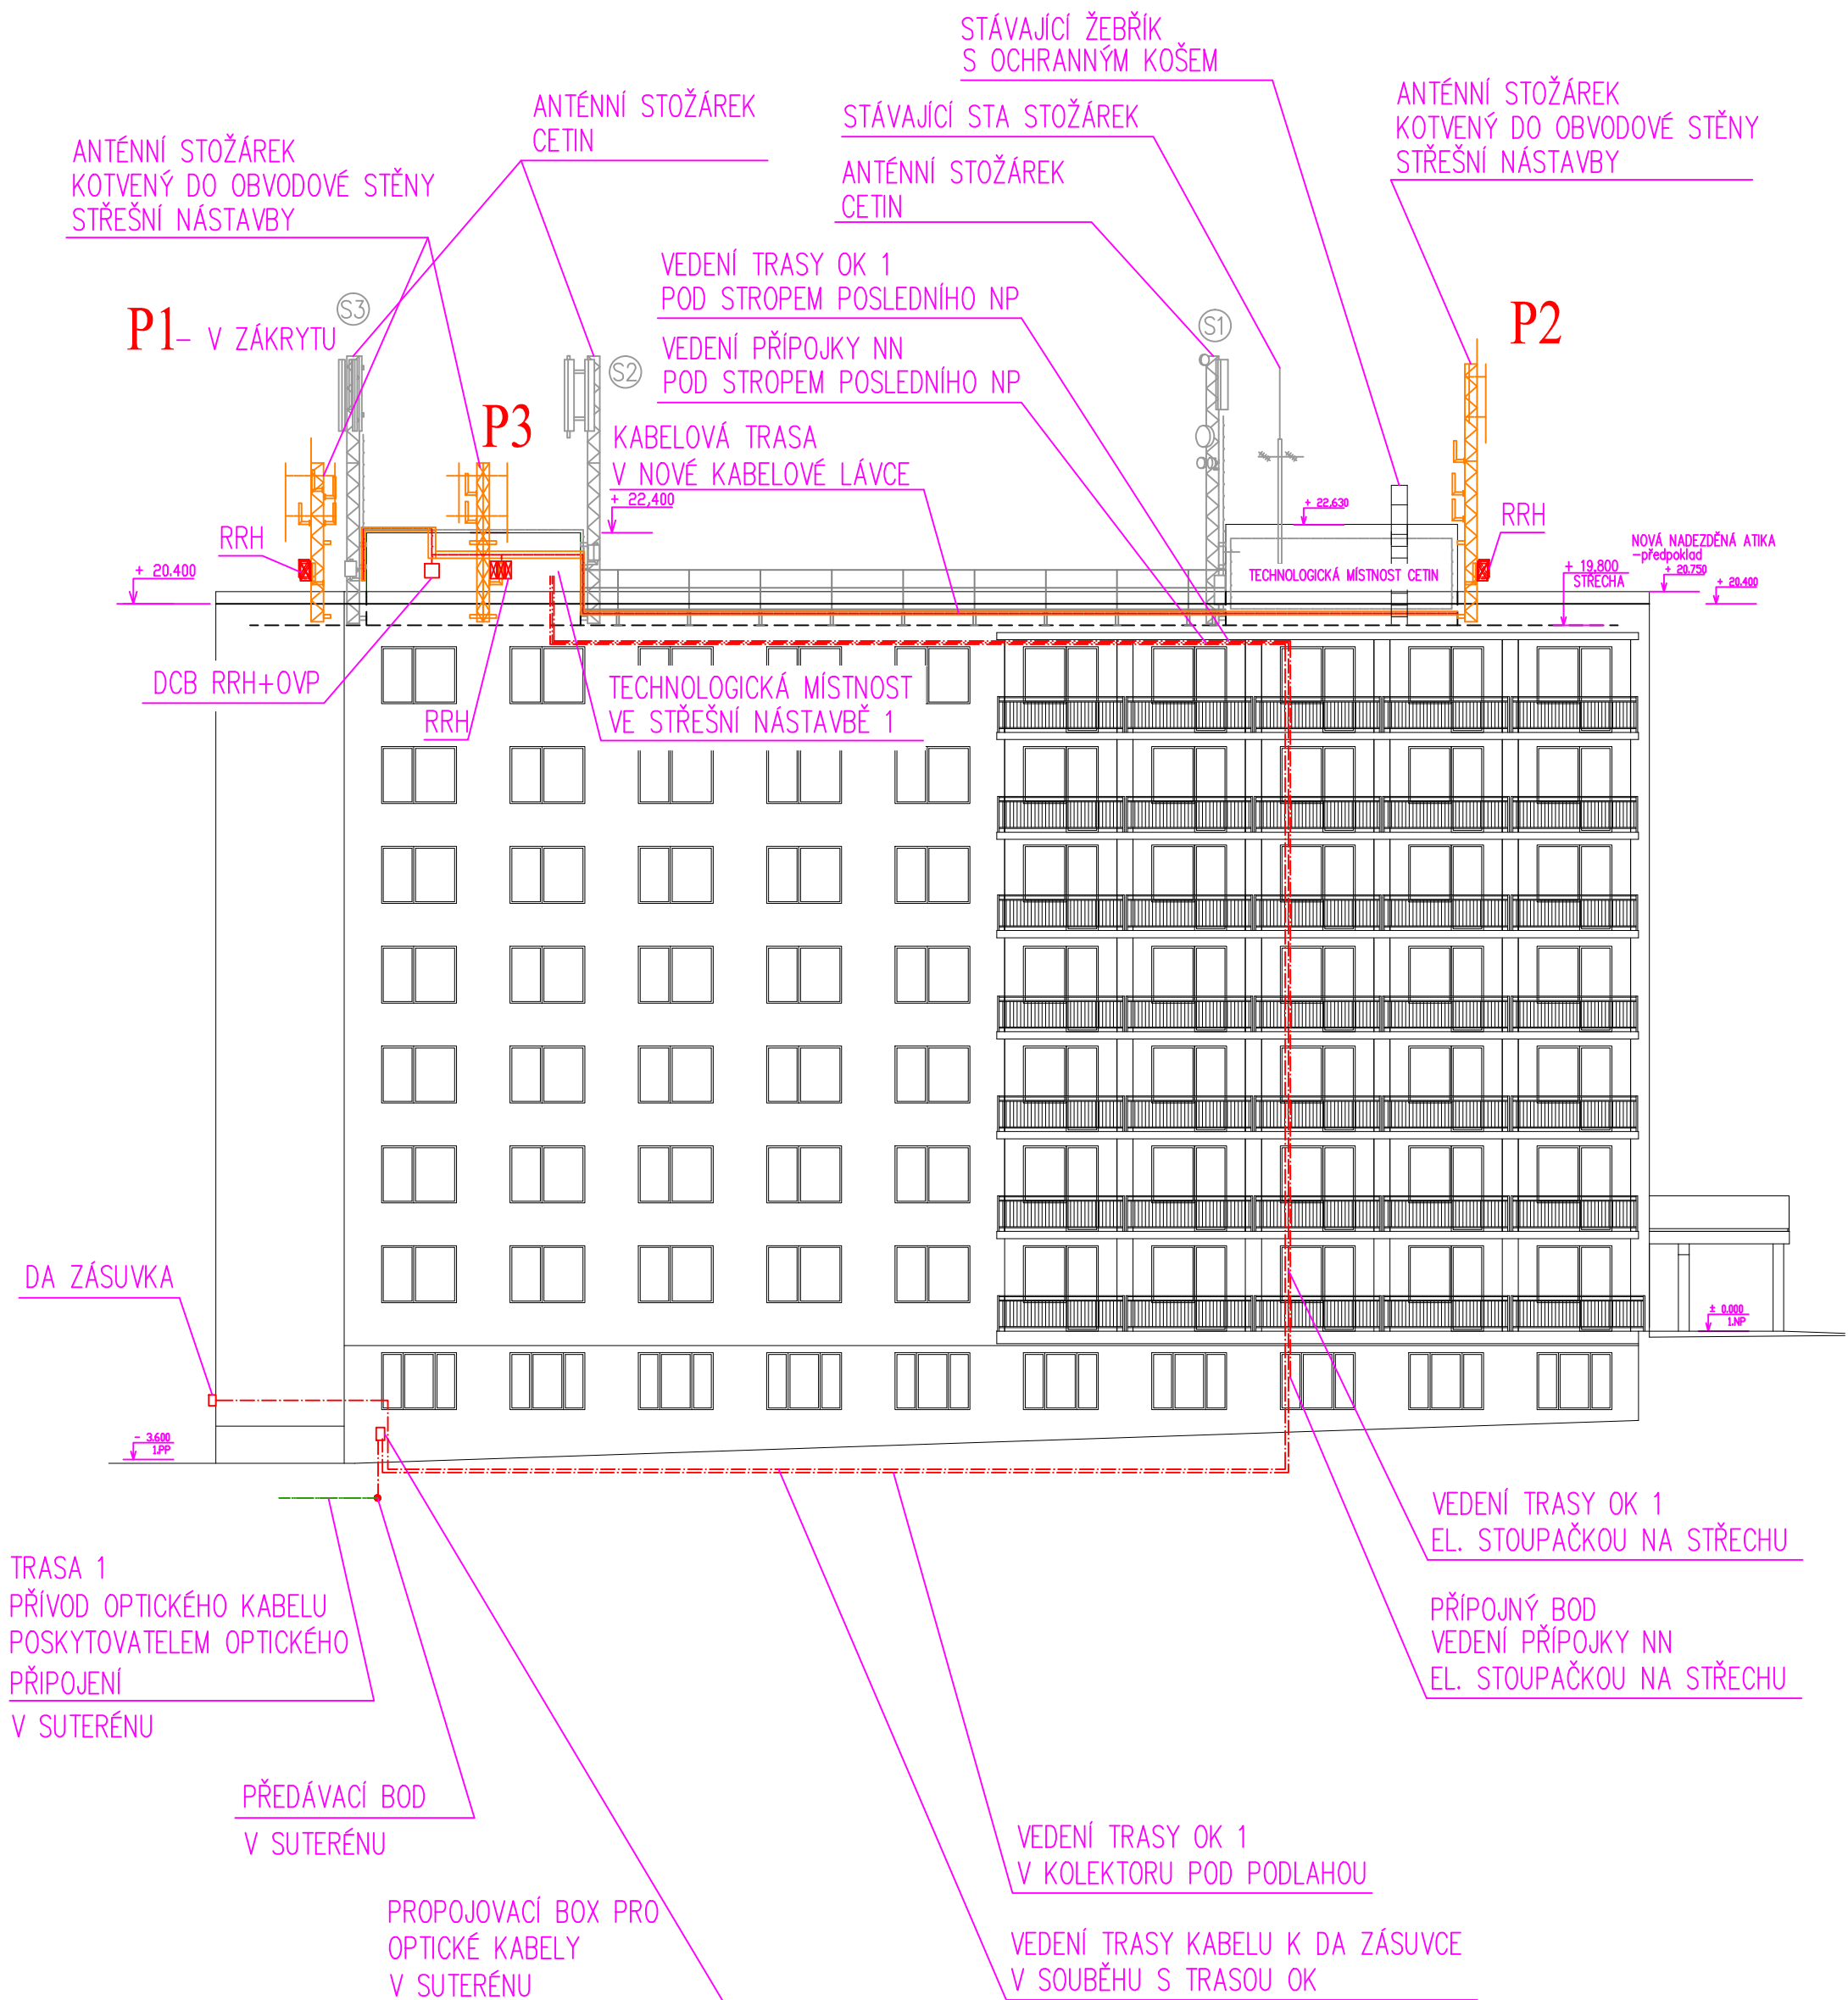 STÁVAJÍCÍ ŽEBŘÍK
S OCHRANNÝM KOŠEM
ANTÉNNÍ STOŽÁREK
CETIN
STÁVAJÍCÍ STA STOŽÁREK
ANTÉNNÍ STOŽÁREK
KOTVENÝ DO OBVODOVÉ STĚNY
STŘEŠNÍ NÁSTAVBY
ANTÉNNÍ STOŽÁREK
KOTVENÝ DO OBVODOVÉ STĚNY
STŘEŠNÍ NÁSTAVBY
ANTÉNNÍ STOŽÁREK
CETIN
VEDENÍ TRASY OK 1
POD STROPEM POSLEDNÍHO NP
P1 – V ZÁKRYTU
S3
S1
P2
VEDENÍ PŘÍPOJKY NN
POD STROPEM POSLEDNÍHO NP
S2
P3
KABELOVÁ TRASA
V NOVÉ KABELOVÉ LÁVCE
+ 22,400
+ 22,630
RRH
RRH
NOVÁ NADEZDĚNÁ ATIKA
–předpoklad
+ 20.400
TECHNOLOGICKÁ MÍSTNOST CETIN
+ 19,800
STŘECHA
+ 20.750
+ 20.400
DCB RRH+OVP
RRH
TECHNOLOGICKÁ MÍSTNOST
VE STŘEŠNÍ NÁSTAVBĚ 1
DA ZÁSUVKA
± 0.000
1.NP
– 3.600
1.PP
VEDENÍ TRASY OK 1
EL. STOUPAČKOU NA STŘECHU
TRASA 1
PŘÍVOD OPTICKÉHO KABELU
POSKYTOVATELEM OPTICKÉHO
PŘIPOJENÍ
V SUTERÉNU
PŘÍPOJNÝ BOD
VEDENÍ PŘÍPOJKY NN
EL. STOUPAČKOU NA STŘECHU
PŘEDÁVACÍ BOD
V SUTERÉNU
VEDENÍ TRASY OK 1
V KOLEKTORU POD PODLAHOU
PROPOJOVACÍ BOX PRO
OPTICKÉ KABELY
V SUTERÉNU
VEDENÍ TRASY KABELU K DA ZÁSUVCE
V SOUBĚHU S TRASOU OK